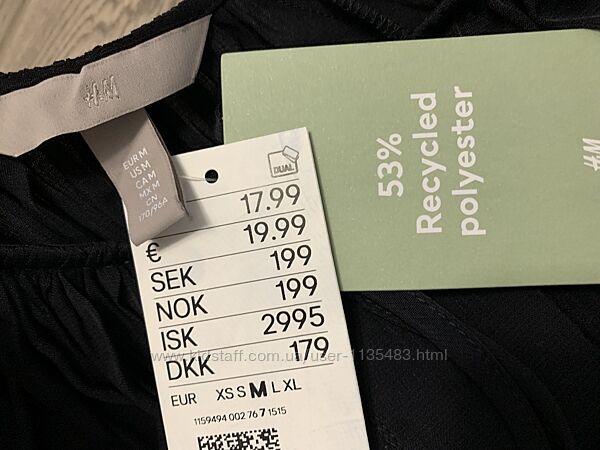 H&M
EUR M
US M
CA M
MX M
CN
170/96A
DUAL
17.99
€ 19.99
SEK 199
NOK 199
ISK 2995
DKK 179
EUR XS S M L XL
1159494 002 76 7 1515
53%
Recycled
polyester
H&M
www.kidstaff.com.ua/user-1135483.html